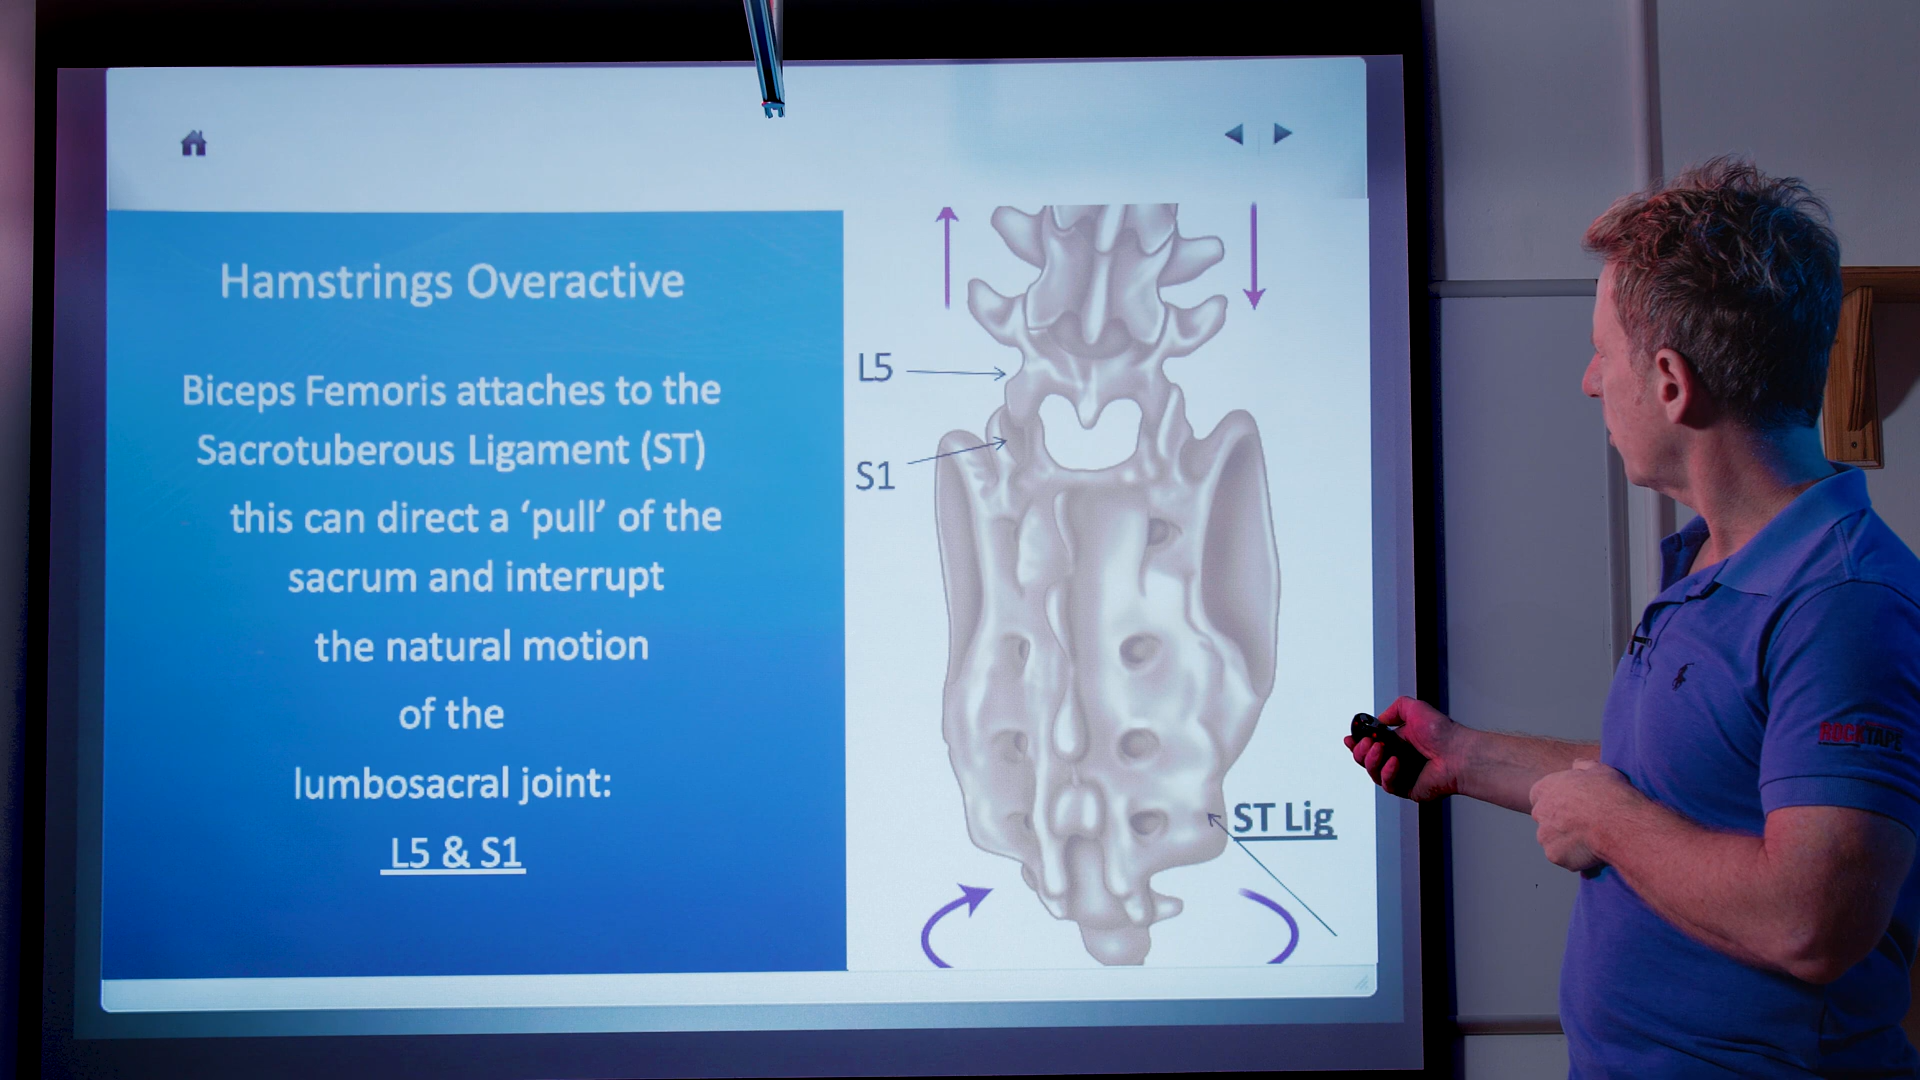 Hamstrings Overactive
Biceps Femoris attaches to the
Sacrotuberous Ligament (ST)
this can direct a ‘pull’ of the
sacrum and interrupt
the natural motion
of the
lumbosacral joint:
L5 & S1
L5
S1
ST Lig
ROCKTAPE